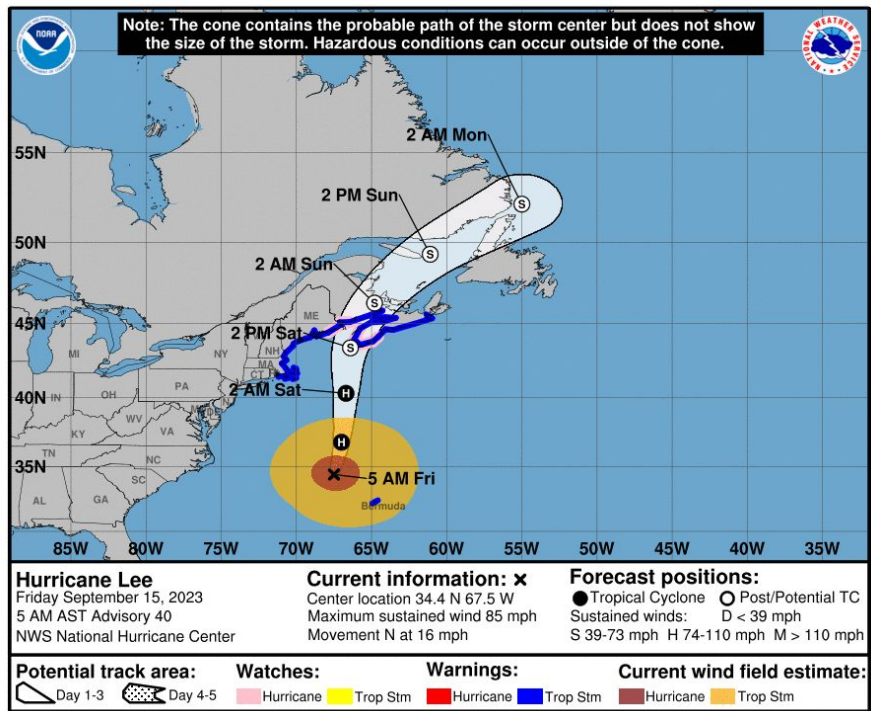 Note: The cone contains the probable path of the storm center but does not show
the size of the storm. Hazardous conditions can occur outside of the cone.
NOAA
NATIONAL WEATHER SERVICE
2 AM Mon
55N
2 PM Sun
50N
2 AM Sun
S
S
S
ME
45N
2 PM Sat
S
MI
NY
NH
MA
CT
2 AM Sat
H
40N
PA
IN
OH
WV
KY
VA
H
35N
TN
NC
5 AM Fri
SC
AL
GA
Bermuda
85W 80W 75W 70W 65W 60W 55W 50W 45W 40W 35W
Hurricane Lee
Friday September 15, 2023
5 AM AST Advisory 40
NWS National Hurricane Center
Current information: ×
Center location 34.4 N 67.5 W
Maximum sustained wind 85 mph
Movement N at 16 mph
Forecast positions:
● Tropical Cyclone ○ Post/Potential TC
Sustained winds: D < 39 mph
S 39-73 mph H 74-110 mph M > 110 mph
Potential track area:
Day 1-3 Day 4-5
Watches:
Hurricane Trop Stm
Warnings:
Hurricane Trop Stm
Current wind field estimate:
Hurricane Trop Stm